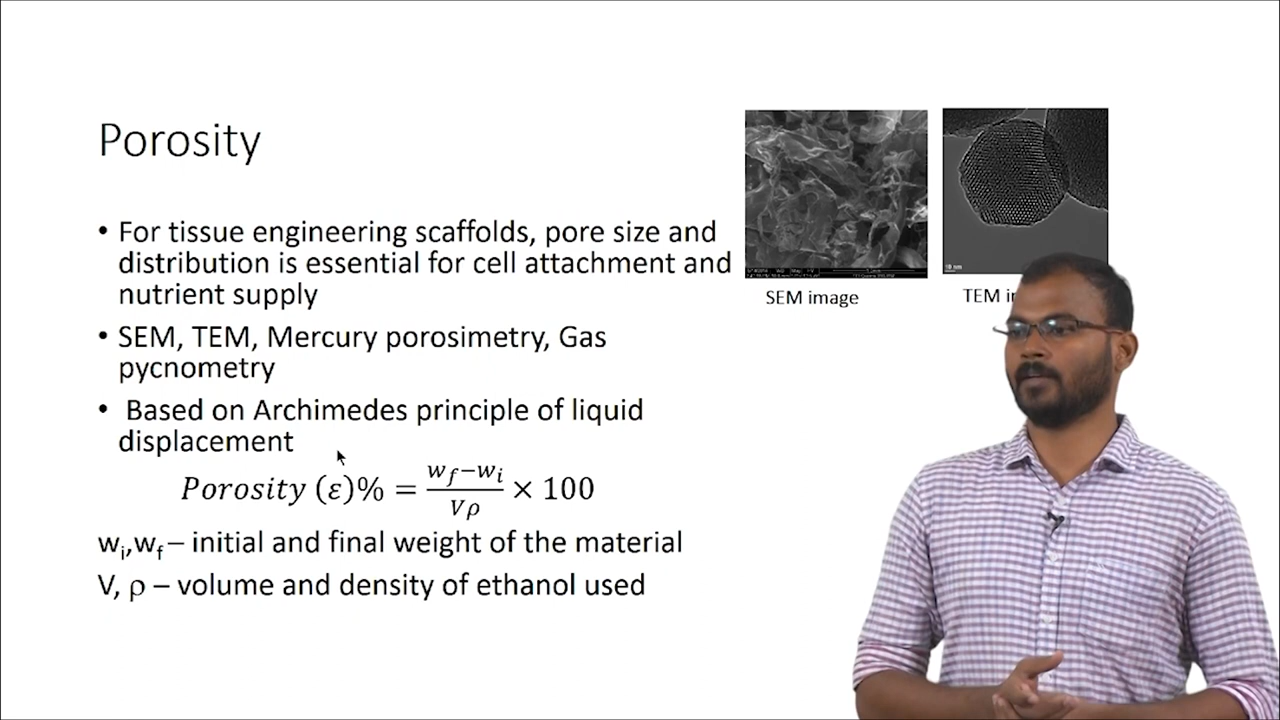 Porosity
• For tissue engineering scaffolds, pore size and
distribution is essential for cell attachment and
nutrient supply
• SEM, TEM, Mercury porosimetry, Gas
pycnometry
• Based on Archimedes principle of liquid
displacement
Porosity (ε)% = (w_f−w_i)/(Vρ) × 100
w_i,w_f – initial and final weight of the material
V, ρ – volume and density of ethanol used
SEM image
10 nm
TEM